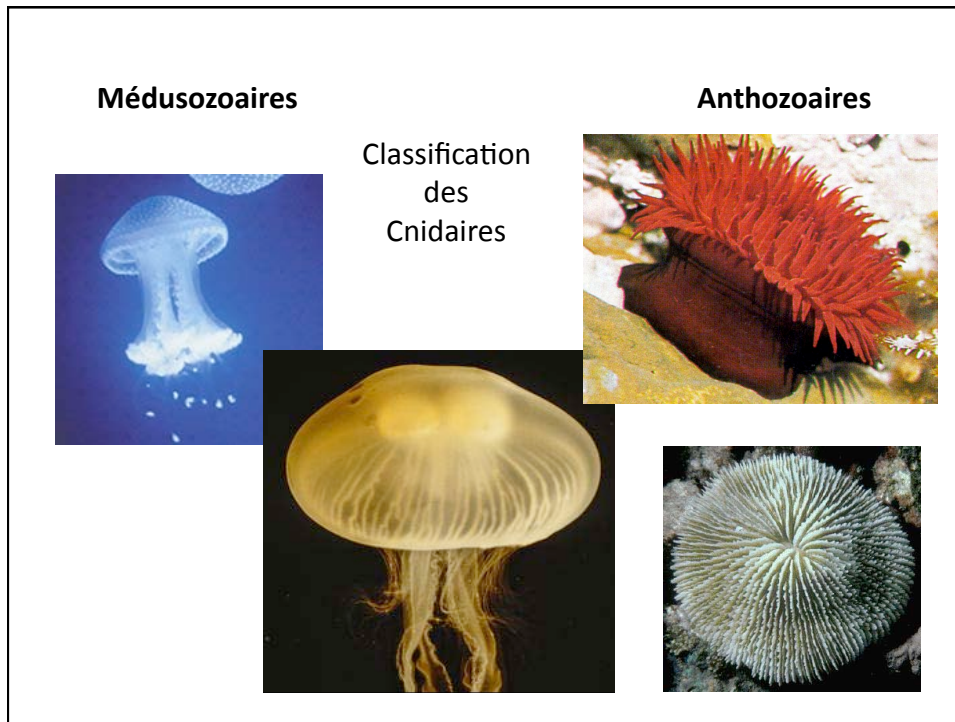 Médusozoaires
Anthozoaires
Classification
des
Cnidaires